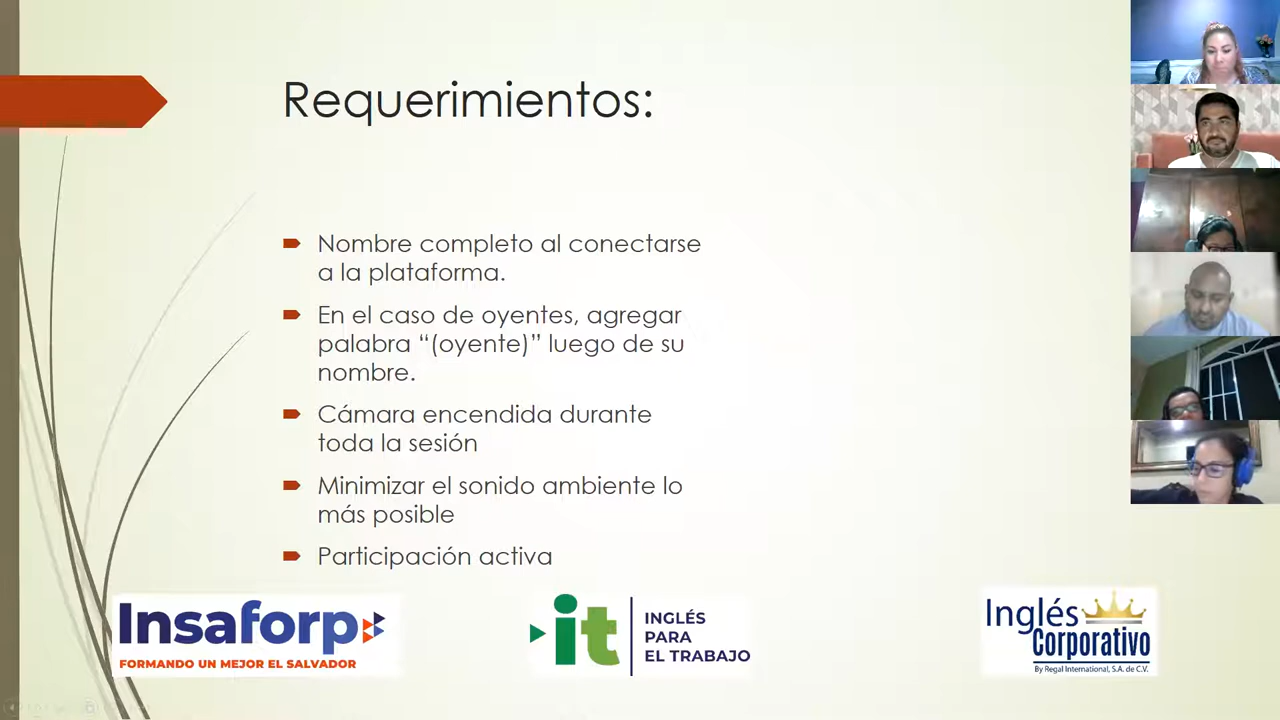 Requerimientos:
Nombre completo al conectarse
a la plataforma.
En el caso de oyentes, agregar
palabra “(oyente)” luego de su
nombre.
Cámara encendida durante
toda la sesión
Minimizar el sonido ambiente lo
más posible
Participación activa
Insaforp
FORMANDO UN MEJOR EL SALVADOR
it
INGLÉS
PARA
EL TRABAJO
Inglés
Corporativo
By Regal International, S.A. de C.V.